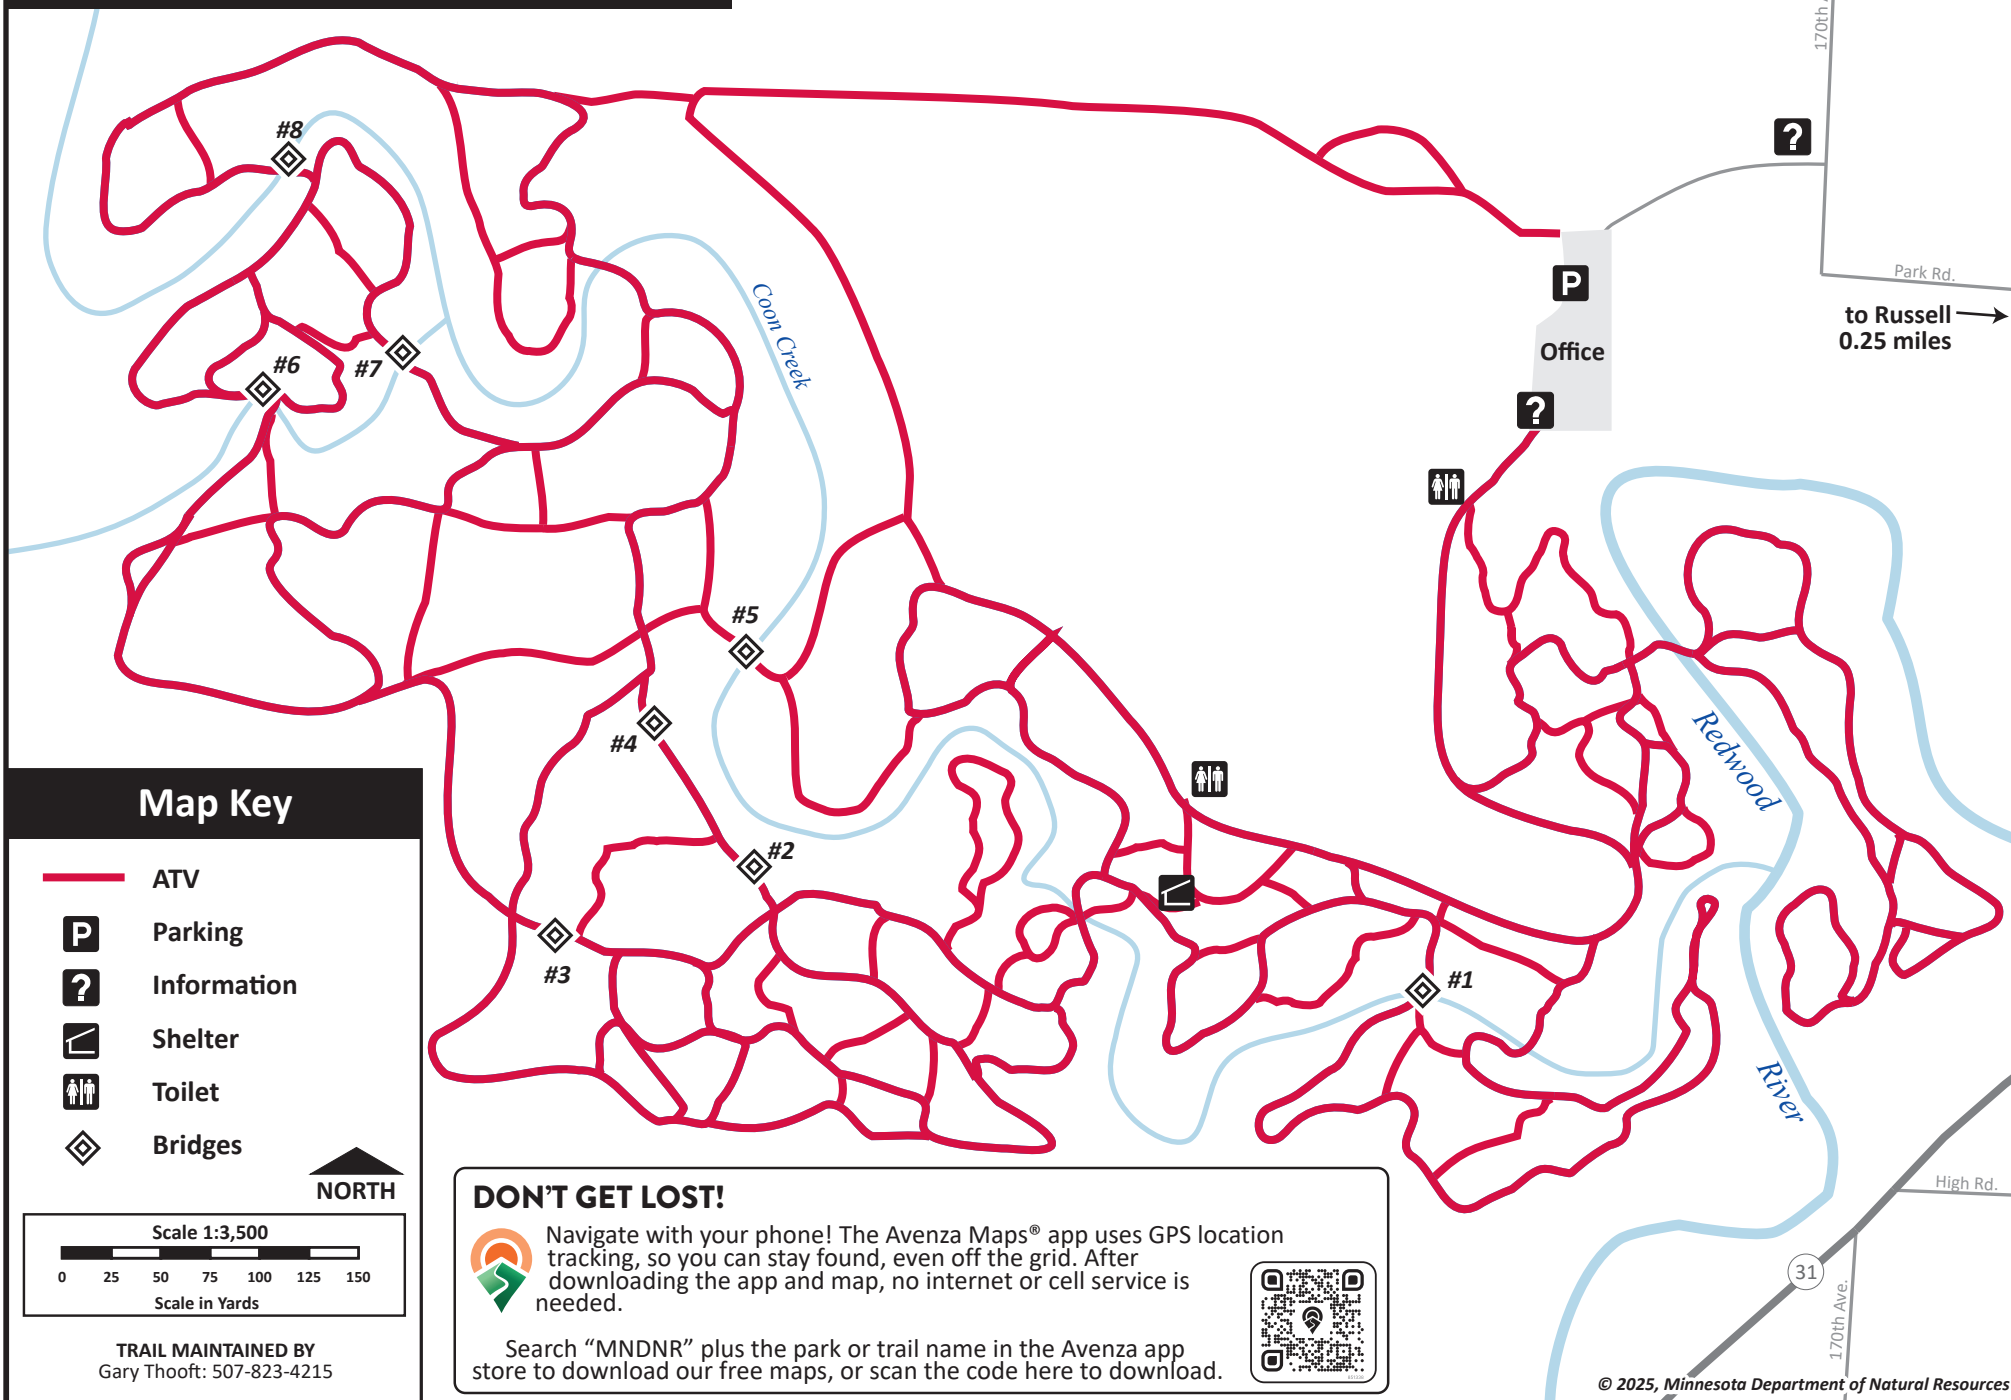 170th
#8
Coon Creek
P
?
Park Rd.
to Russell
0.25 miles
Office
?
#7
#6
#5
#4
#2
#3
#1
Redwood
River
Map Key
ATV
P Parking
? Information
Shelter
Toilet
Bridges
NORTH
Scale 1:3,500
0 25 50 75 100 125 150
Scale in Yards
TRAIL MAINTAINED BY
Gary Thooft: 507-823-4215
DON'T GET LOST!
Navigate with your phone! The Avenza Maps® app uses GPS location
tracking, so you can stay found, even off the grid. After
downloading the app and map, no internet or cell service is
needed.
Search “MNDNR” plus the park or trail name in the Avenza app
store to download our free maps, or scan the code here to download.
High Rd.
31
170th Ave.
© 2025, Minnesota Department of Natural Resources